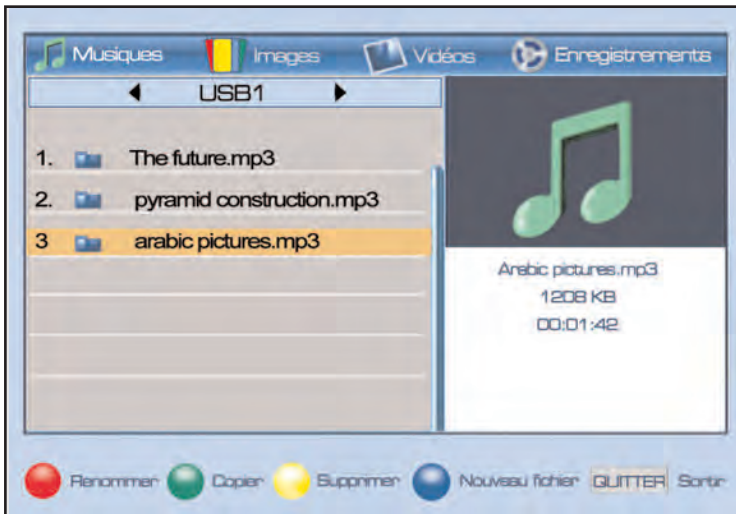 Musiques Images Vidéos Enregistrements
USB1
1. The future.mp3
2. pyramid construction.mp3
3 arabic pictures.mp3
Arabic pictures.mp3
1208 KB
00:01:42
Renommer Copier Supprimer Nouveau fichier QUITTER Sortir